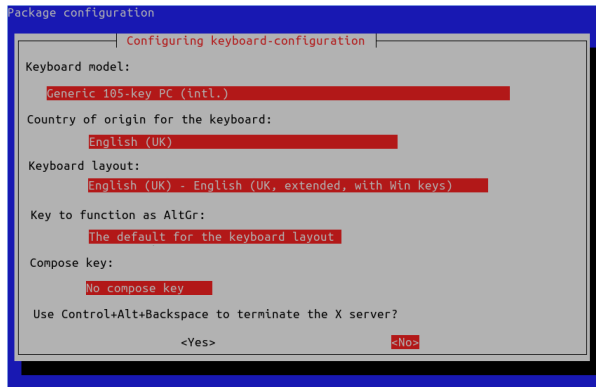 Package configuration
Configuring keyboard-configuration
Keyboard model:
Generic 105-key PC (intl.)
Country of origin for the keyboard:
English (UK)
Keyboard layout:
English (UK) - English (UK, extended, with Win keys)
Key to function as AltGr:
The default for the keyboard layout
Compose key:
No compose key
Use Control+Alt+Backspace to terminate the X server?
<Yes> <No>